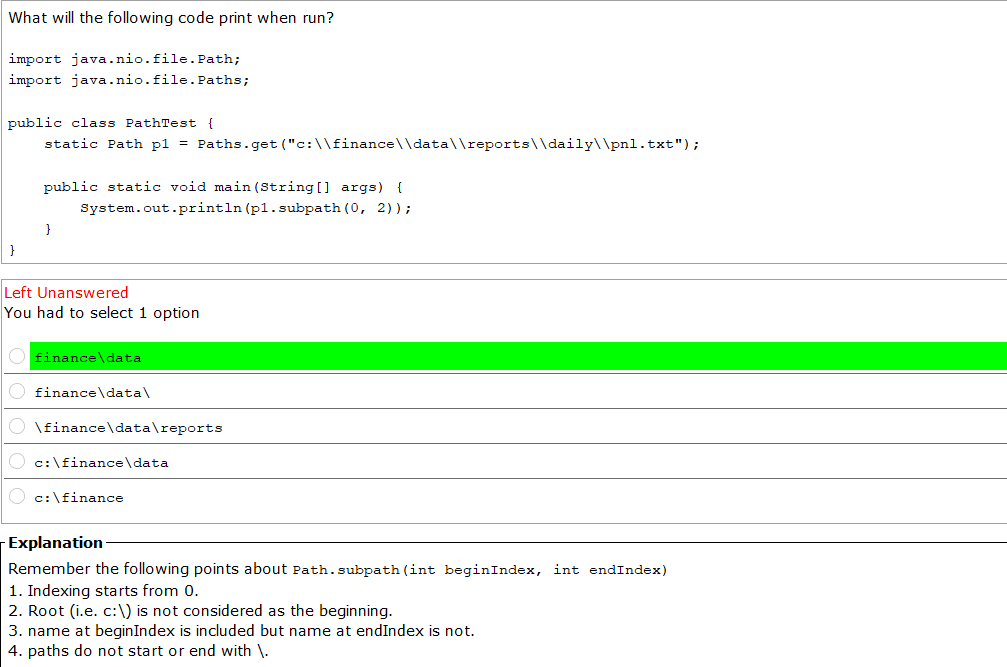 What will the following code print when run?
import java.nio.file.Path;
import java.nio.file.Paths;
public class PathTest {
    static Path p1 = Paths.get("c:\\finance\\data\\reports\\daily\\pnl.txt");
    public static void main(String[] args) {
        System.out.println(p1.subpath(0, 2));
    }
}
Left Unanswered
You had to select 1 option
finance\data
finance\data\
\finance\data\reports
c:\finance\data
c:\finance
Explanation
Remember the following points about Path.subpath(int beginIndex, int endIndex)
1. Indexing starts from 0.
2. Root (i.e. c:\) is not considered as the beginning.
3. name at beginIndex is included but name at endIndex is not.
4. paths do not start or end with \.